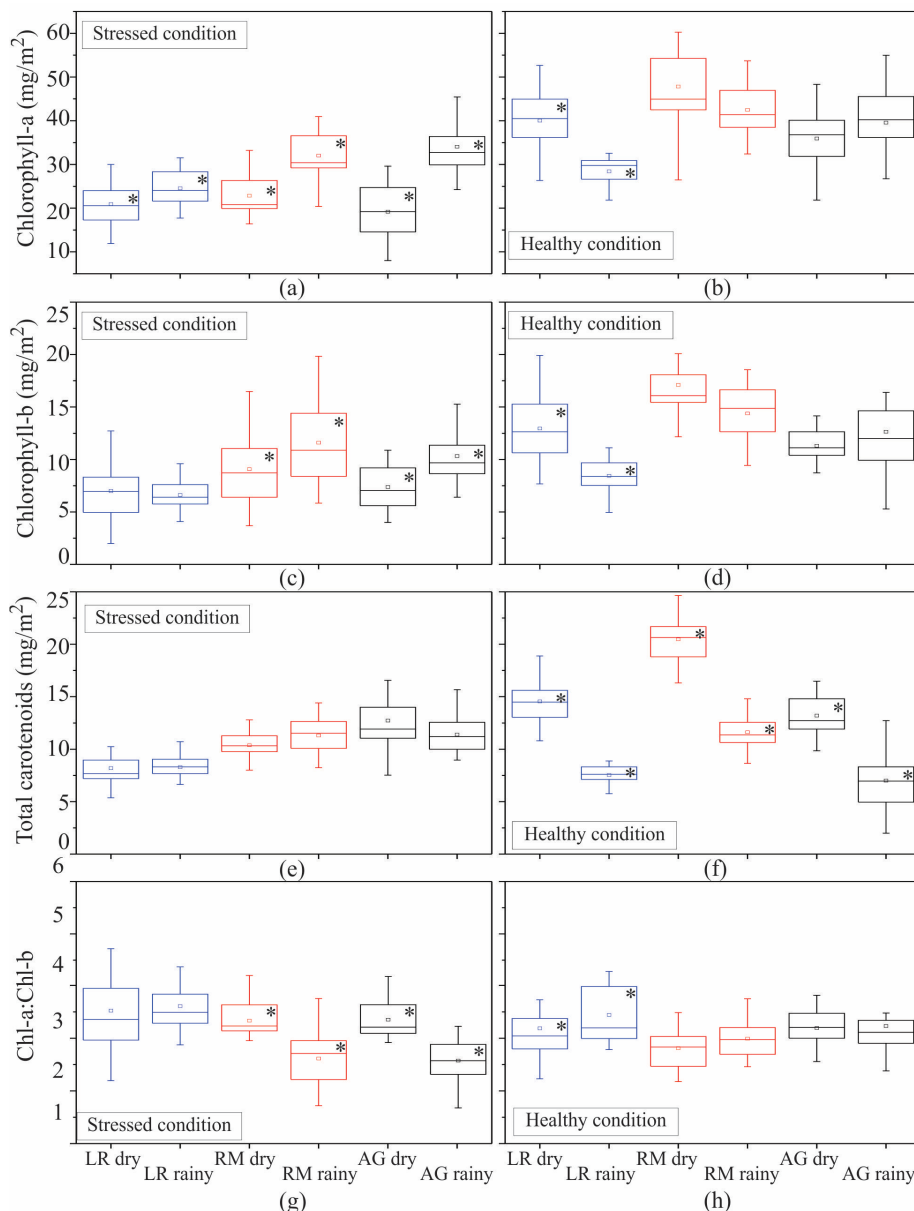 Stressed condition
60
50
40
30
20
10
Chlorophyll-a (mg/m²)
* * * * * *
(a)
* *
Healthy condition
(b)
25
20
15
10
5
0
Chlorophyll-b (mg/m²)
Stressed condition
* * * *
(c)
Healthy condition
* *
(d)
25
20
15
10
5
0
Total carotenoids (mg/m²)
Stressed condition
(e)
* * * * * *
Healthy condition
(f)
6
5
4
3
2
1
Chl-a:Chl-b
* * * *
Stressed condition
LR dry LR rainy RM dry RM rainy AG dry AG rainy
(g)
* *
Healthy condition
LR dry LR rainy RM dry RM rainy AG dry AG rainy
(h)